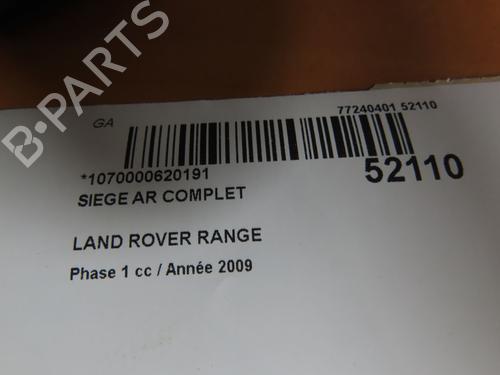 B-PARTS
GA
77240401 52110
*1070000620191
52110
SIEGE AR COMPLET
LAND ROVER RANGE
Phase 1 cc / Année 2009